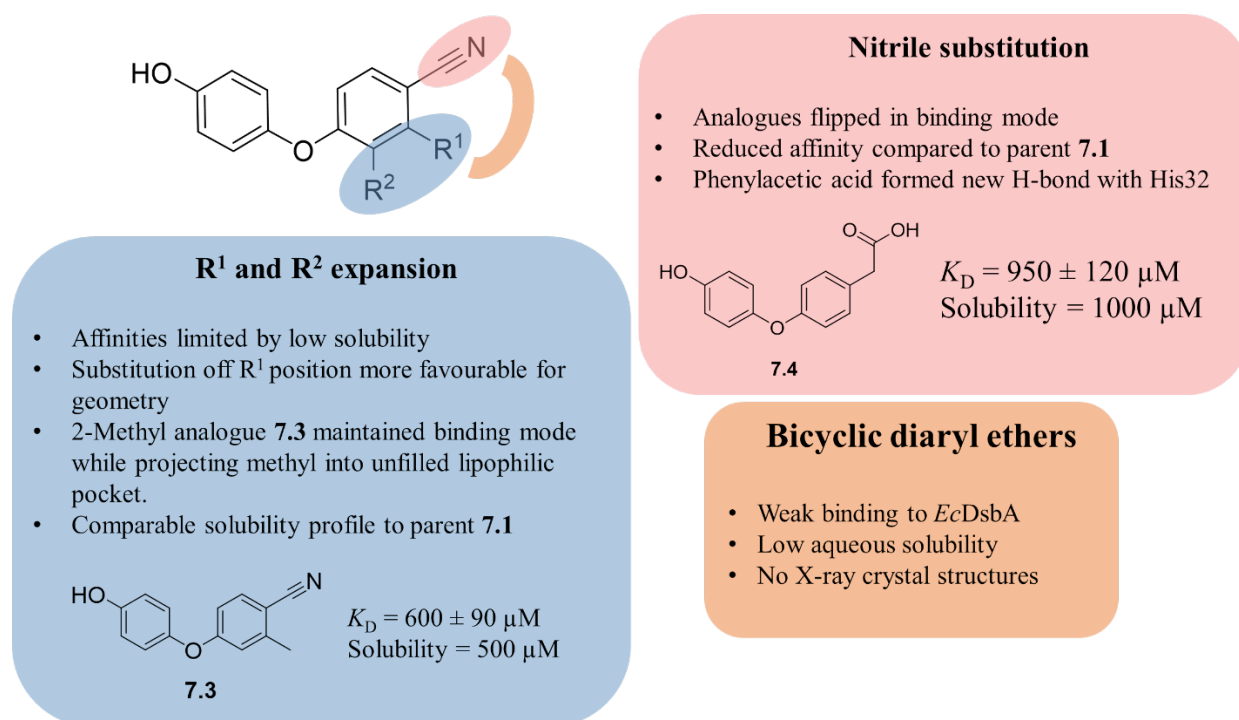 HO
O
N
R¹
R²
Nitrile substitution
• Analogues flipped in binding mode
• Reduced affinity compared to parent 7.1
• Phenylacetic acid formed new H-bond with His32
O
OH
HO
O
7.4
K_D = 950 ± 120 µM
Solubility = 1000 µM
R¹ and R² expansion
• Affinities limited by low solubility
• Substitution off R¹ position more favourable for
geometry
• 2-Methyl analogue 7.3 maintained binding mode
while projecting methyl into unfilled lipophilic
pocket.
• Comparable solubility profile to parent 7.1
HO
O
N
7.3
K_D = 600 ± 90 µM
Solubility = 500 µM
Bicyclic diaryl ethers
• Weak binding to EcDsbA
• Low aqueous solubility
• No X-ray crystal structures